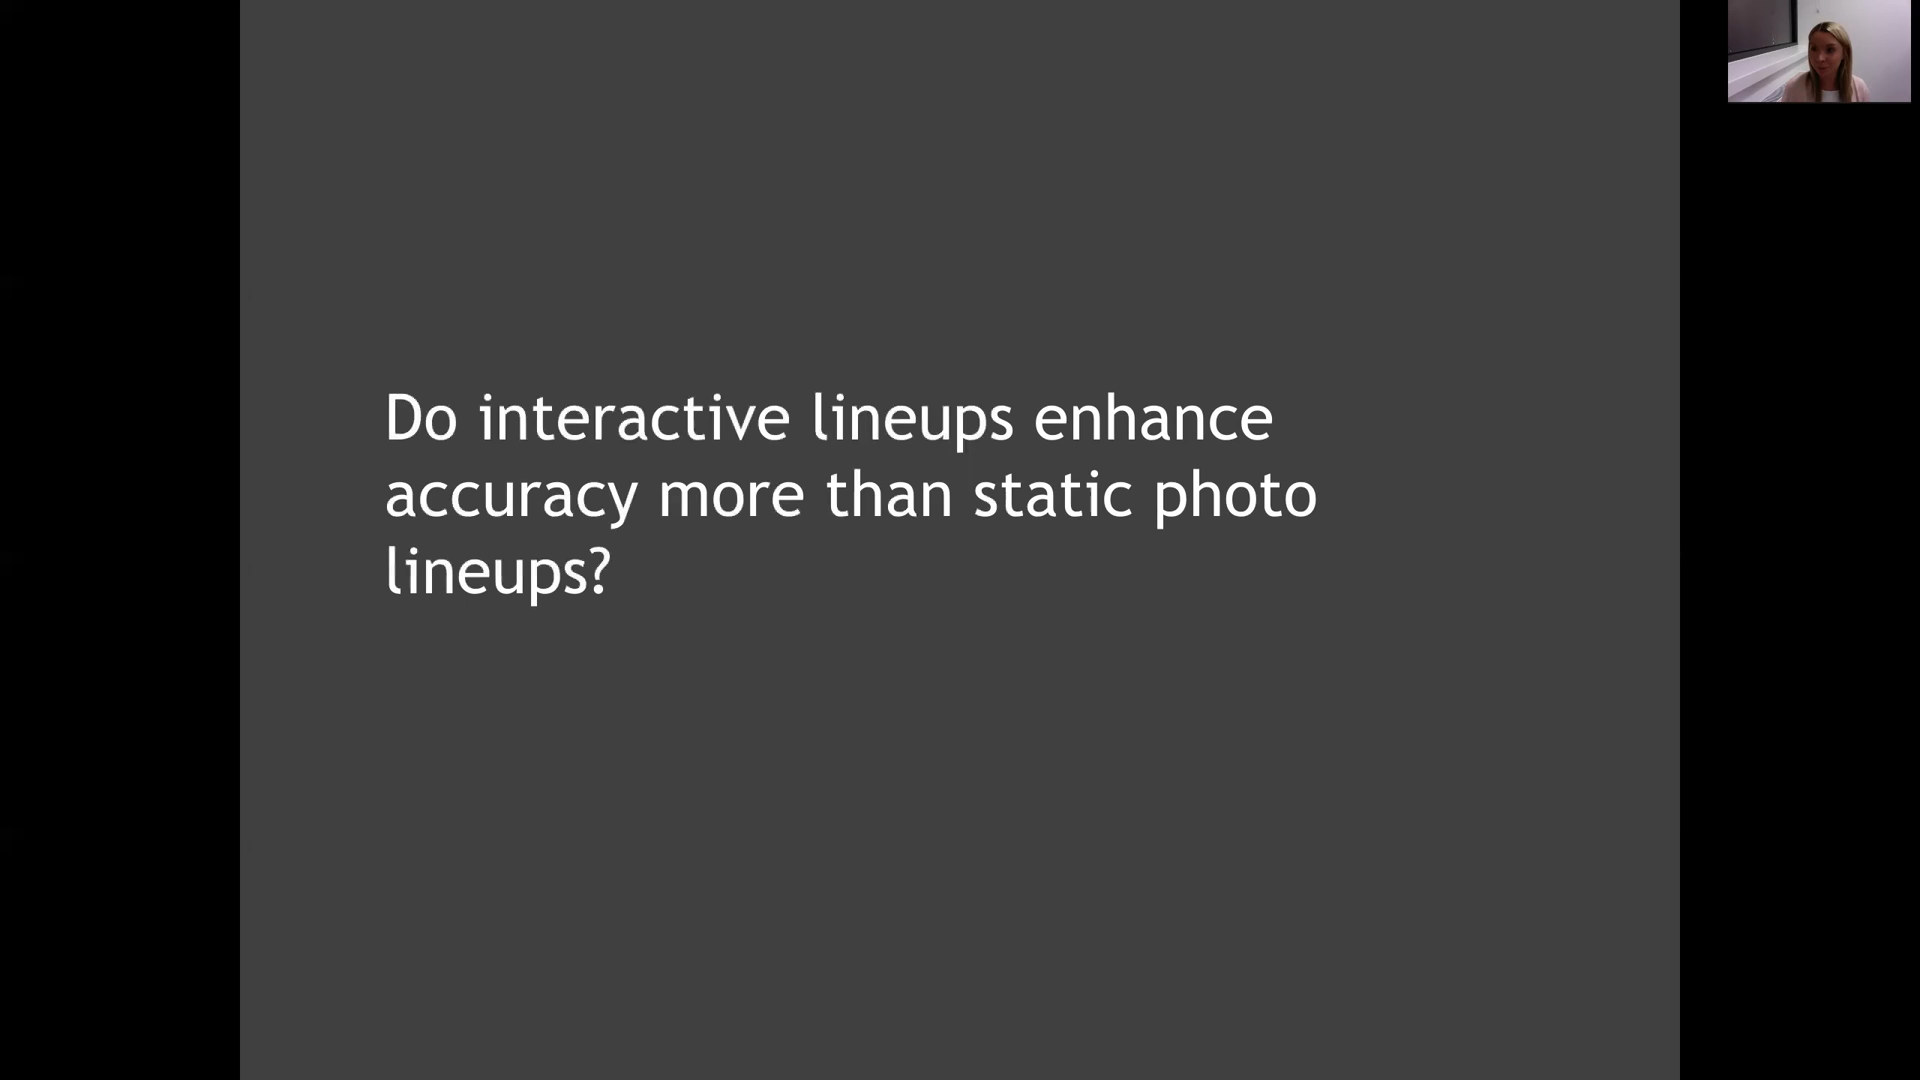 Do interactive lineups enhance
accuracy more than static photo
lineups?